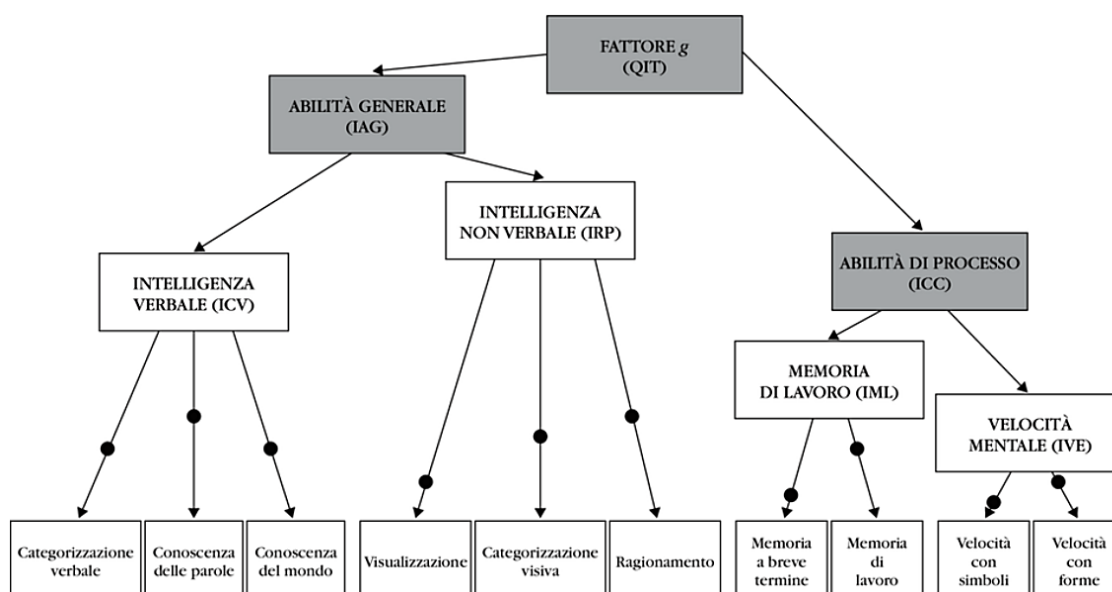 FATTORE g
(QIT)
ABILITÀ GENERALE
(IAG)
INTELLIGENZA
NON VERBALE (IRP)
ABILITÀ DI PROCESSO
(ICC)
INTELLIGENZA
VERBALE (ICV)
MEMORIA
DI LAVORO (IML)
VELOCITÀ
MENTALE (IVE)
Categorizzazione
verbale
Conoscenza
delle parole
Conoscenza
del mondo
Visualizzazione
Categorizzazione
visiva
Ragionamento
Memoria
a breve
termine
Memoria
di
lavoro
Velocità
con
simboli
Velocità
con
forme